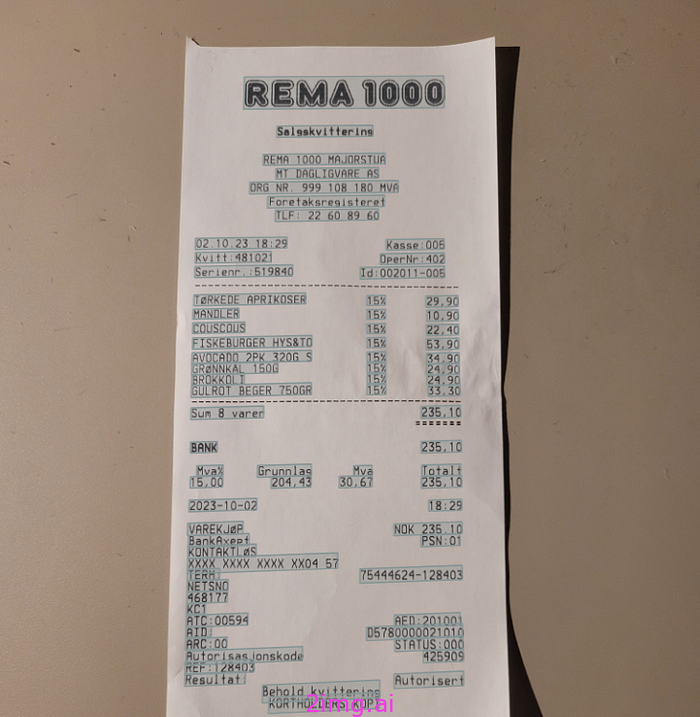 REMA 1000
Salgskvittering
REMA 1000 MAJORSTUA
MT DAGLIGVARE AS
ORG NR. 999 108 180 MVA
Foretaksregisteret
TLF: 22 60 89 60
02.10.23 18:29 Kasse:005
Kvitt:481021 OperNr:402
Serienr.:519840 Id:002011-005
TØRKEDE APRIKOSER 15% 29,90
MANDLER 15% 10,90
COUSCOUS 15% 22,40
FISKEBURGER HYS&TO 15% 53,90
AVOCADO 2PK 320G S 15% 34,90
GRØNNKÅL 150G 15% 24,90
BROKKOLI 15% 24,90
GULROT BEGER 750GR 15% 33,30
Sum 8 varer 235,10
BANK 235,10
Mva% Grunnlag Mva Totalt
15,00 204,43 30,67 235,10
2023-10-02 18:29
VAREKJØP NOK 235.10
BankAxept PSN:01
KONTAKTLØS
XXXX XXXX XXXX XX04 57
TERM: 75444624-128403
NETSNO
468177
KC1
ATC:00594 AED:201001
AID: D5780000021010
ARC:00 STATUS:000
Autorisasjonskode 425909
REF:128403
Resultat: Autorisert
Behold kvittering
KORTHOLDERS KOPI
2img.ai